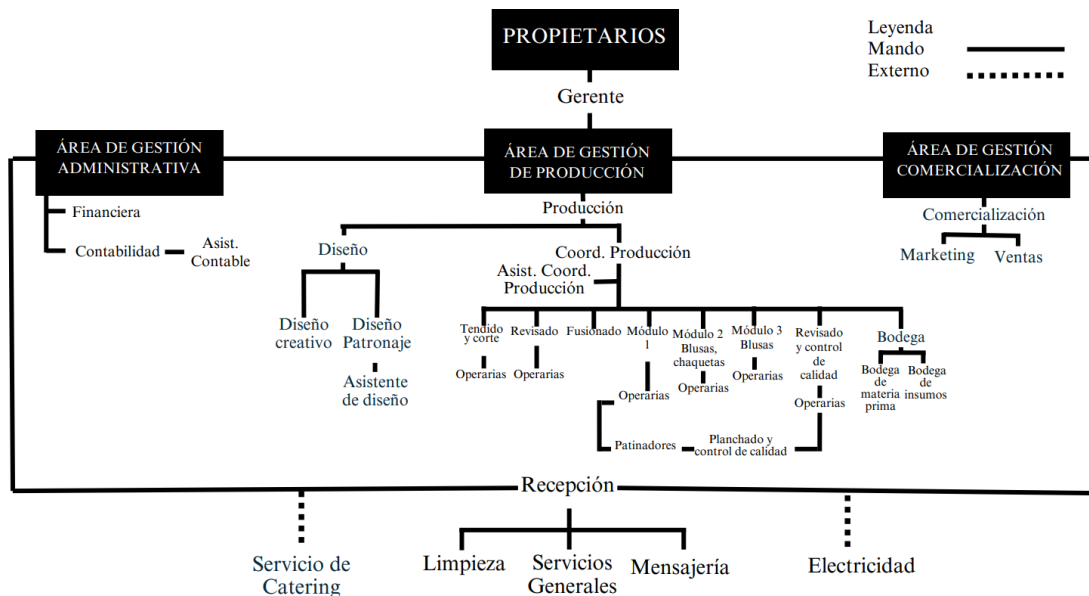 PROPIETARIOS
Leyenda
Mando
Externo
Gerente
ÁREA DE GESTIÓN
ADMINISTRATIVA
ÁREA DE GESTIÓN
DE PRODUCCIÓN
ÁREA DE GESTIÓN
COMERCIALIZACIÓN
Financiera
Contabilidad
Asist.
Contable
Producción
Diseño
Coord. Producción
Asist. Coord.
Producción
Comercialización
Marketing
Ventas
Diseño
creativo
Diseño
Patronaje
Asistente
de diseño
Tendido
y corte
Operarias
Revisado
Operarias
Fusionado
Módulo
1
Operarias
Módulo 2
Blusas,
chaquetas
Operarias
Módulo 3
Blusas
Operarias
Revisado
y control
de
calidad
Operarias
Bodega
Bodega
de
materia
prima
Bodega
de
insumos
Patinadores
Planchado y
control de calidad
Recepción
Servicio de
Catering
Limpieza
Servicios
Generales
Mensajería
Electricidad